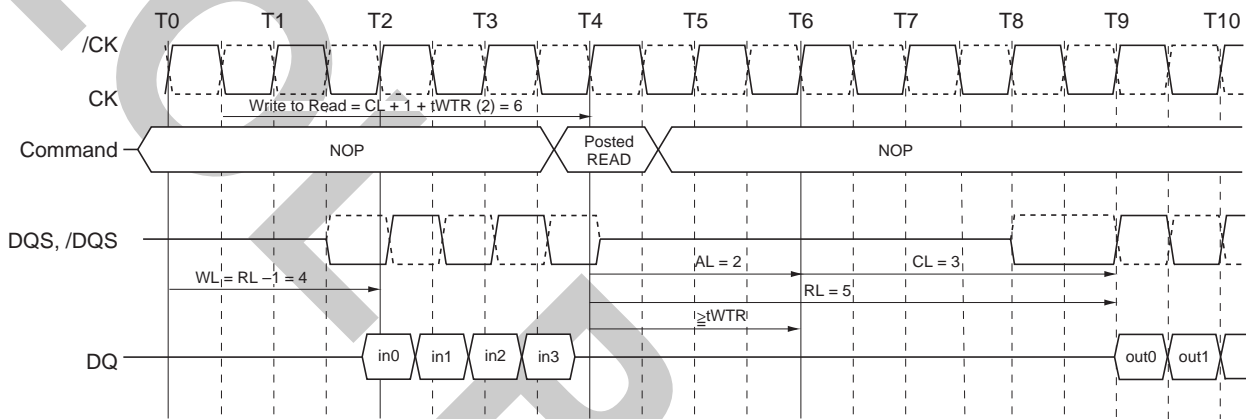 T0 T1 T2 T3 T4 T5 T6 T7 T8 T9 T10
/CK
CK
Write to Read = CL + 1 + tWTR (2) = 6
Command NOP Posted READ NOP
DQS, /DQS
AL = 2 CL = 3
WL = RL –1 = 4
RL = 5
≧tWTR
DQ in0 in1 in2 in3 out0 out1